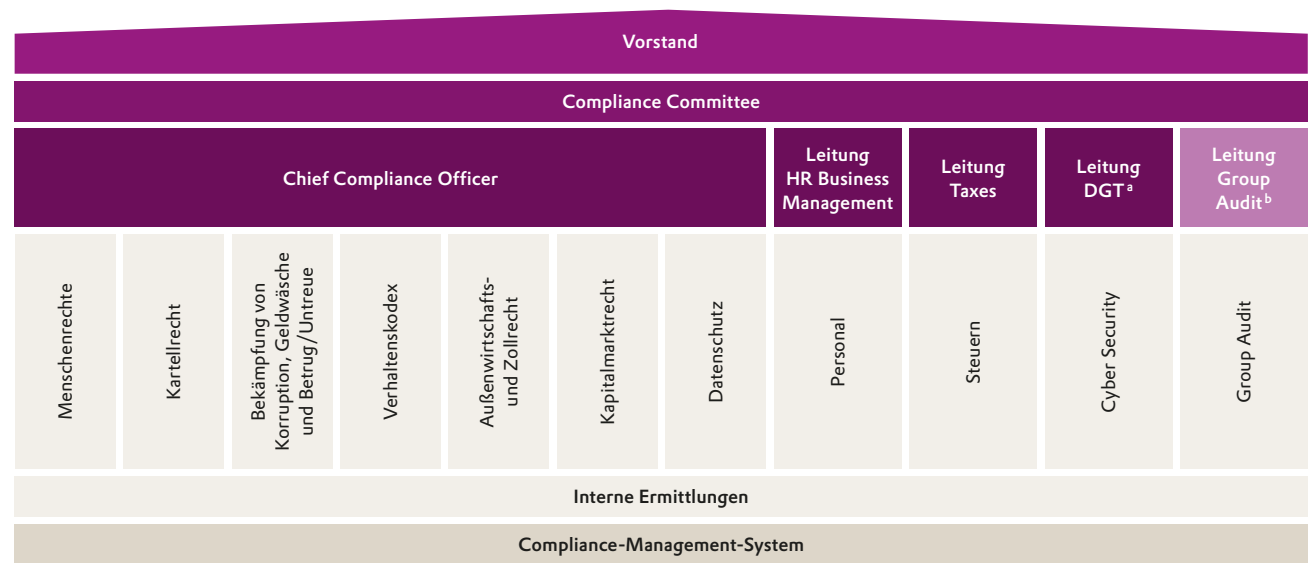 Vorstand
Compliance Committee
Chief Compliance Officer
Leitung
HR Business
Management
Leitung
Taxes
Leitung
DGT a
Leitung
Group
Audit b
Menschenrechte
Kartellrecht
Bekämpfung von
Korruption, Geldwäsche
und Betrug/Untreue
Verhaltenskodex
Außenwirtschafts-
und Zollrecht
Kapitalmarktrecht
Datenschutz
Personal
Steuern
Cyber Security
Group Audit
Interne Ermittlungen
Compliance-Management-System